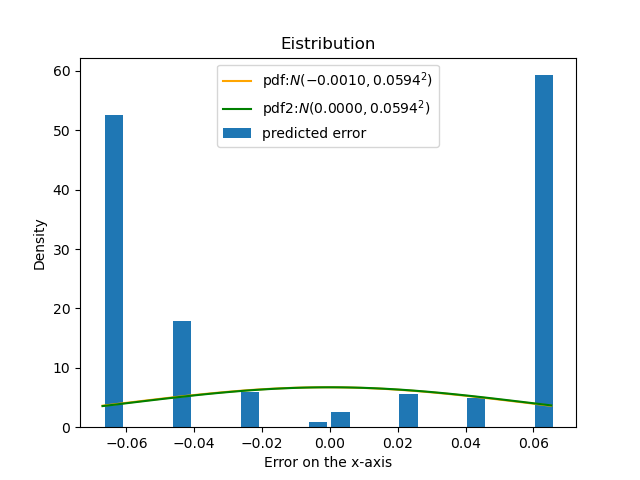 Eistribution
pdf:N(−0.0010, 0.0594²)
pdf2:N(0.0000, 0.0594²)
predicted error
60
50
40
30
20
10
0
Density
−0.06 −0.04 −0.02 0.00 0.02 0.04 0.06
Error on the x-axis